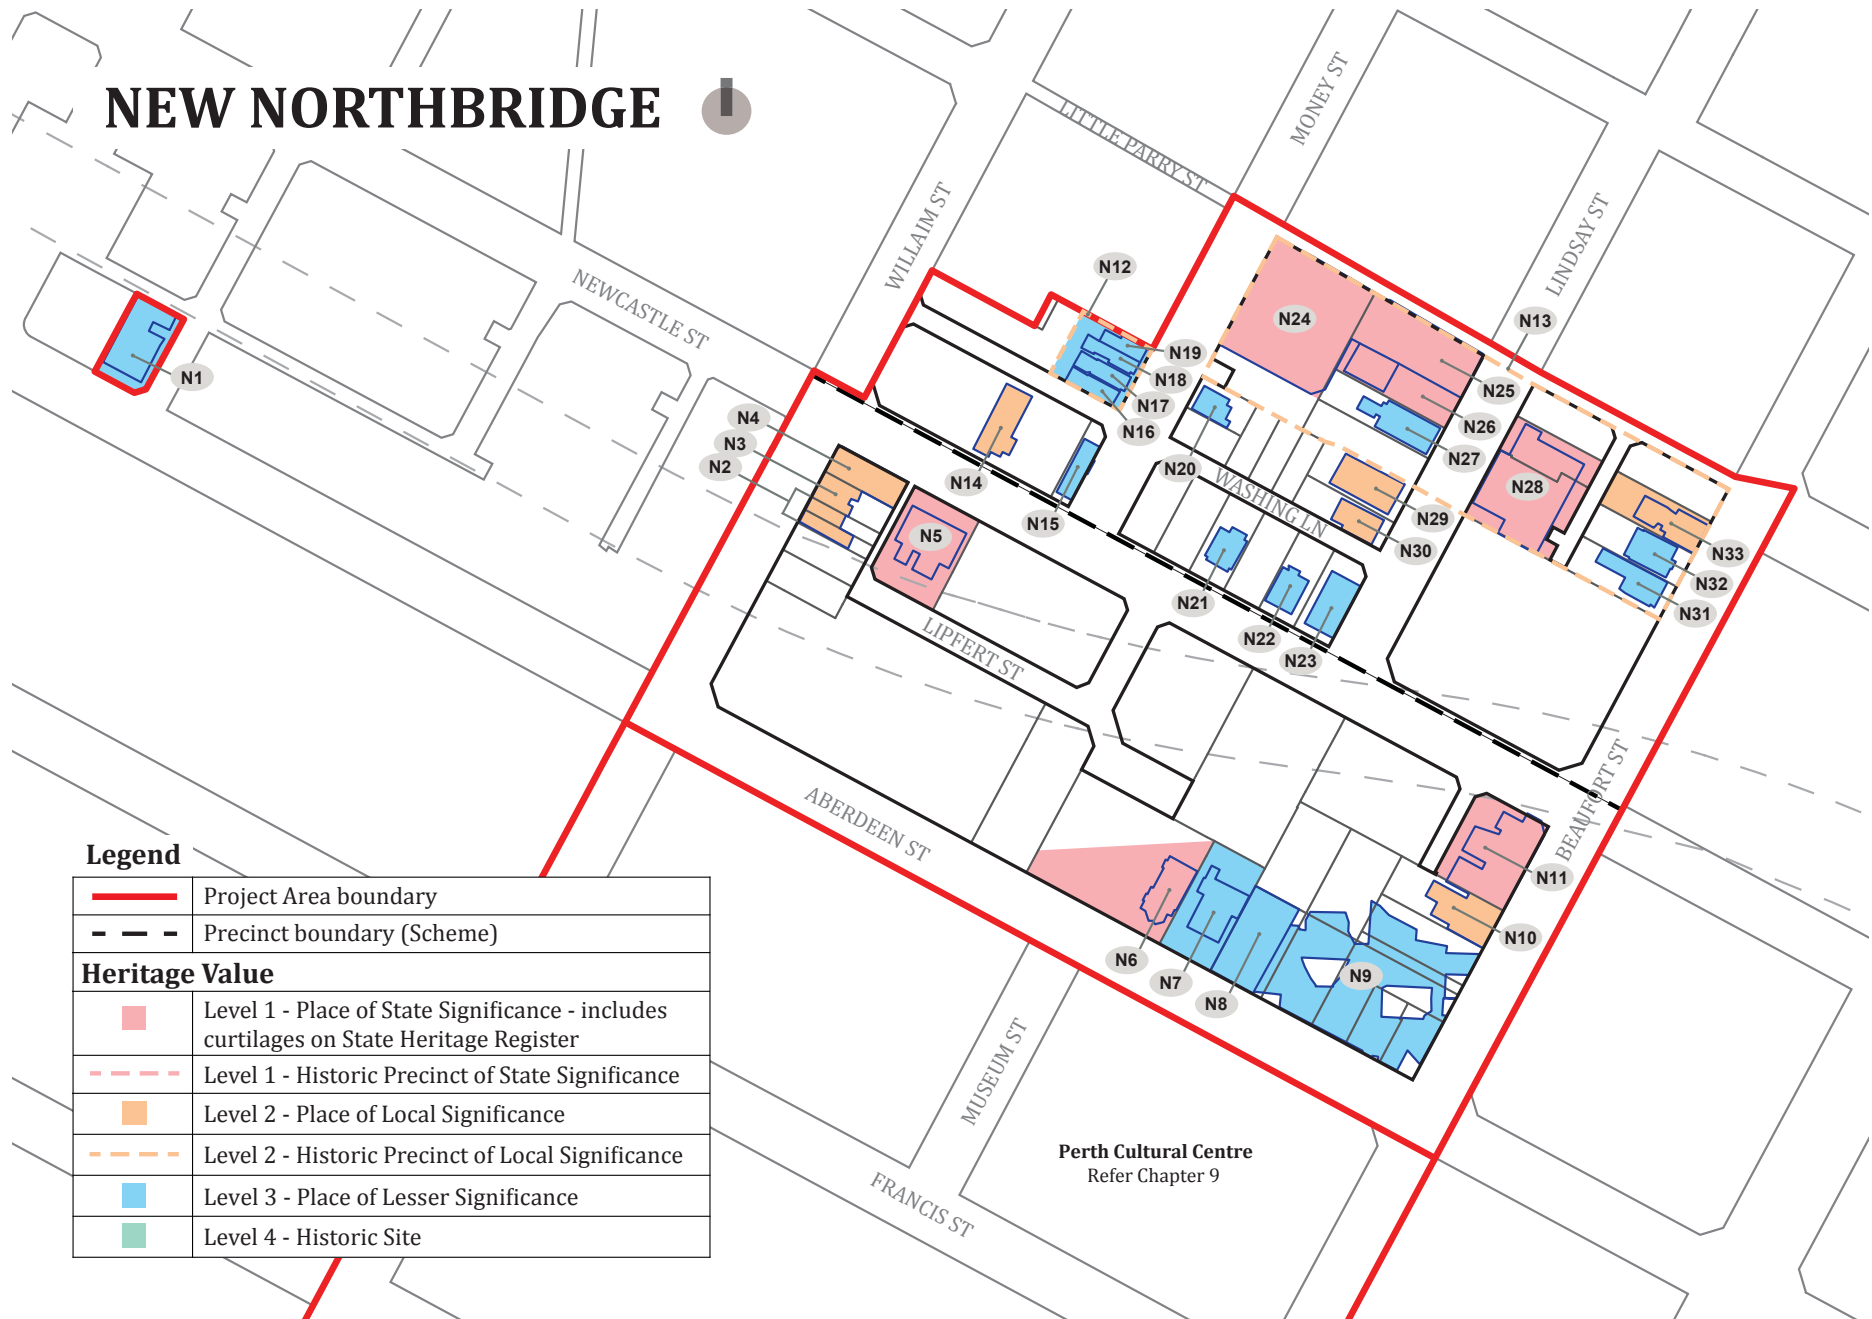 NEW NORTHBRIDGE
LITTLE PARRY ST
MONEY ST
WILLAIM ST
LINDSAY ST
NEWCASTLE ST
WASHING LN
LIPFERT ST
ABERDEEN ST
BEAUFORT ST
MUSEUM ST
FRANCIS ST
N1
N2
N3
N4
N5
N6
N7
N8
N9
N10
N11
N12
N13
N14
N15
N16
N17
N18
N19
N20
N21
N22
N23
N24
N25
N26
N27
N28
N29
N30
N31
N32
N33
Perth Cultural Centre
Refer Chapter 9
Legend
Project Area boundary
Precinct boundary (Scheme)
Heritage Value
Level 1 - Place of State Significance - includes
curtilages on State Heritage Register
Level 1 - Historic Precinct of State Significance
Level 2 - Place of Local Significance
Level 2 - Historic Precinct of Local Significance
Level 3 - Place of Lesser Significance
Level 4 - Historic Site